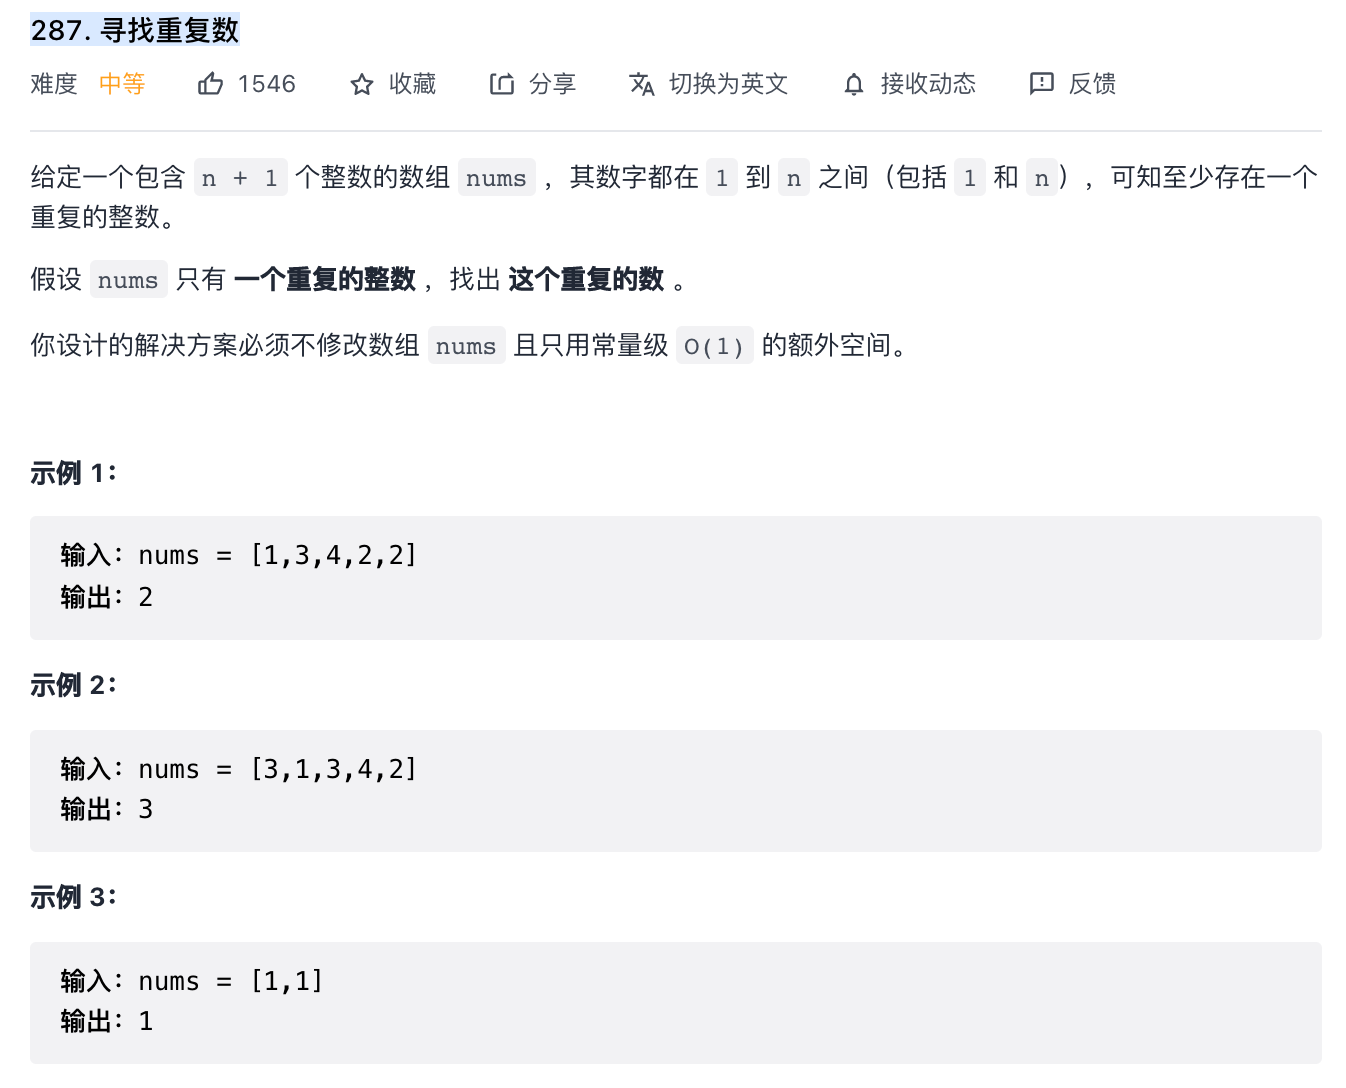 287. 寻找重复数
难度 中等 1546 收藏 分享 切换为英文 接收动态 反馈
给定一个包含 n + 1 个整数的数组 nums ，其数字都在 1 到 n 之间（包括 1 和 n），可知至少存在一个
重复的整数。
假设 nums 只有 一个重复的整数 ，找出 这个重复的数 。
你设计的解决方案必须不修改数组 nums 且只用常量级 O(1) 的额外空间。
示例 1：
输入：nums = [1,3,4,2,2]
输出：2
示例 2：
输入：nums = [3,1,3,4,2]
输出：3
示例 3：
输入：nums = [1,1]
输出：1